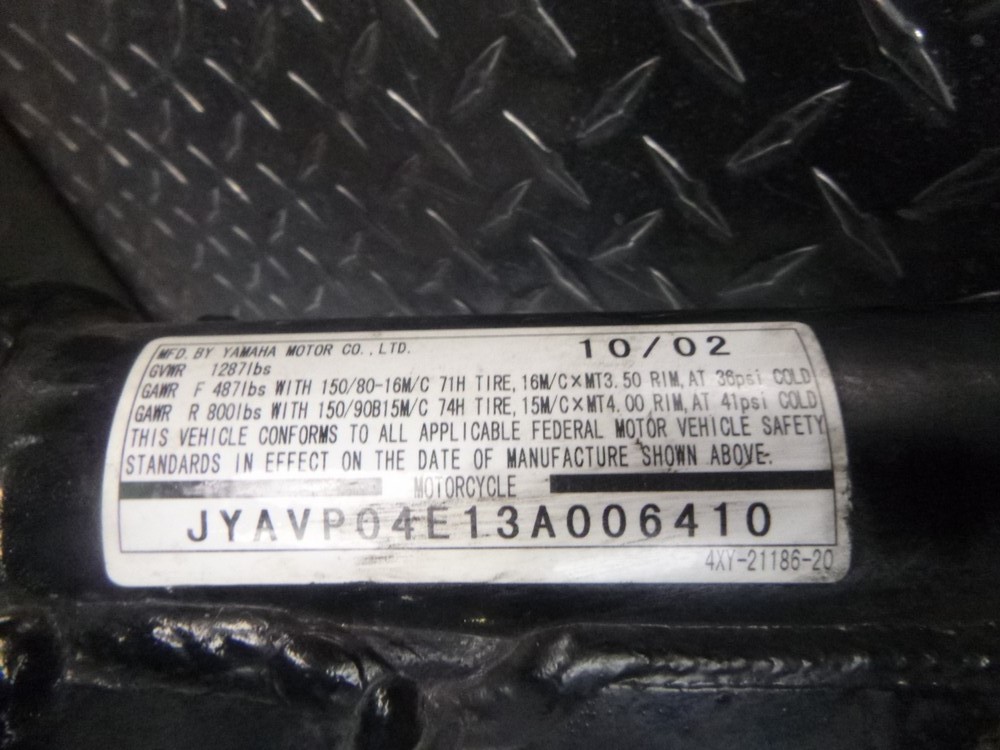 MFD. BY YAMAHA MOTOR CO.,LTD. 10/02
GVWR 1287lbs
GAWR F 487lbs WITH 150/80-16M/C 71H TIRE,16M/C×MT3.50 RIM,AT 36psi COLD
GAWR R 800lbs WITH 150/90B15M/C 74H TIRE,15M/C×MT4.00 RIM,AT 41psi COLD
THIS VEHICLE CONFORMS TO ALL APPLICABLE FEDERAL MOTOR VEHICLE SAFETY
STANDARDS IN EFFECT ON THE DATE OF MANUFACTURE SHOWN ABOVE.
MOTORCYCLE
JYAVP04E13A006410
4XY-21186-20